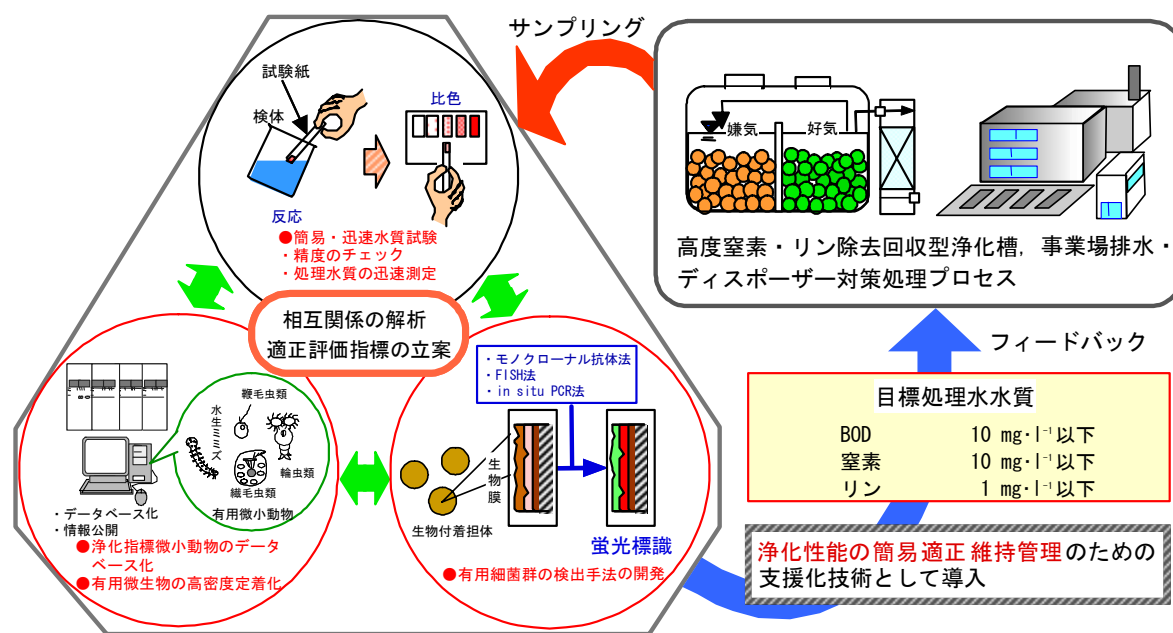 サンプリング
試験紙
検体
比色
反応
●簡易・迅速水質試験
・精度のチェック
・処理水質の迅速測定
嫌気
好気
高度窒素・リン除去回収型浄化槽，事業場排水・
ディスポーザー対策処理プロセス
相互関係の解析
適正評価指標の立案
鞭毛虫類
水生ミミズ
輪虫類
繊毛虫類
有用微小動物
・データベース化
・情報公開
●浄化指標微小動物のデータ
ベース化
●有用微生物の高密度定着化
・モノクローナル抗体法
・FISH法
・in situ PCR法
生物膜
生物付着担体
蛍光標識
●有用細菌群の検出手法の開発
フィードバック
目標処理水水質
BOD 10 mg·l⁻¹以下
窒素 10 mg·l⁻¹以下
リン 1 mg·l⁻¹以下
浄化性能の簡易適正維持管理のための
支援化技術として導入